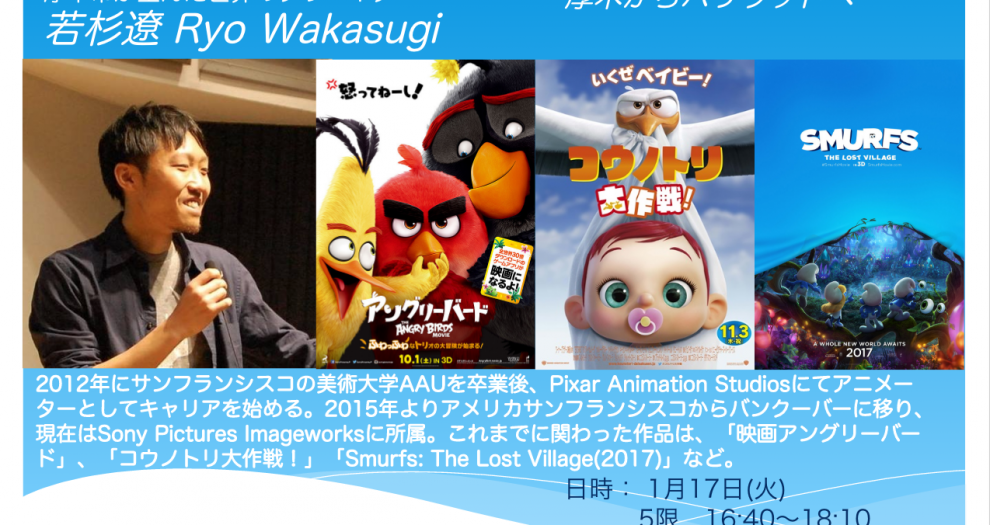 若杉遼 Ryo Wakasugi
怒ってねーし!
映画に
なるよ!
アングリーバード
ANGRY BIRDS
MOVIE
10.1(土) IN 3D
いくぜ ベイビー!
コウノトリ
大作戦!
11.3
SMURFS
THE LOST VILLAGE
A WHOLE NEW WORLD AWAITS
2017
2012年にサンフランシスコの美術大学AAUを卒業後、Pixar Animation Studiosにてアニメー
ターとしてキャリアを始める。2015年よりアメリカサンフランシスコからバンクーバーに移り、
現在はSony Pictures Imageworksに所属。これまでに関わった作品は、「映画アングリーバー
ド」、「コウノトリ大作戦！」「Smurfs: The Lost Village(2017)」など。
日時： 1月17日(火)
5限 16:40〜18:10